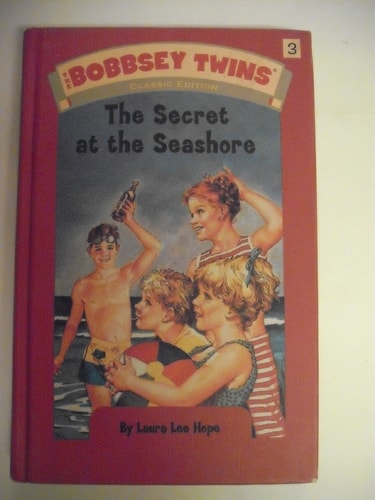 THE BOBBSEY TWINS®
3
CLASSIC EDITION
The Secret
at the Seashore
By Laura Lee Hope